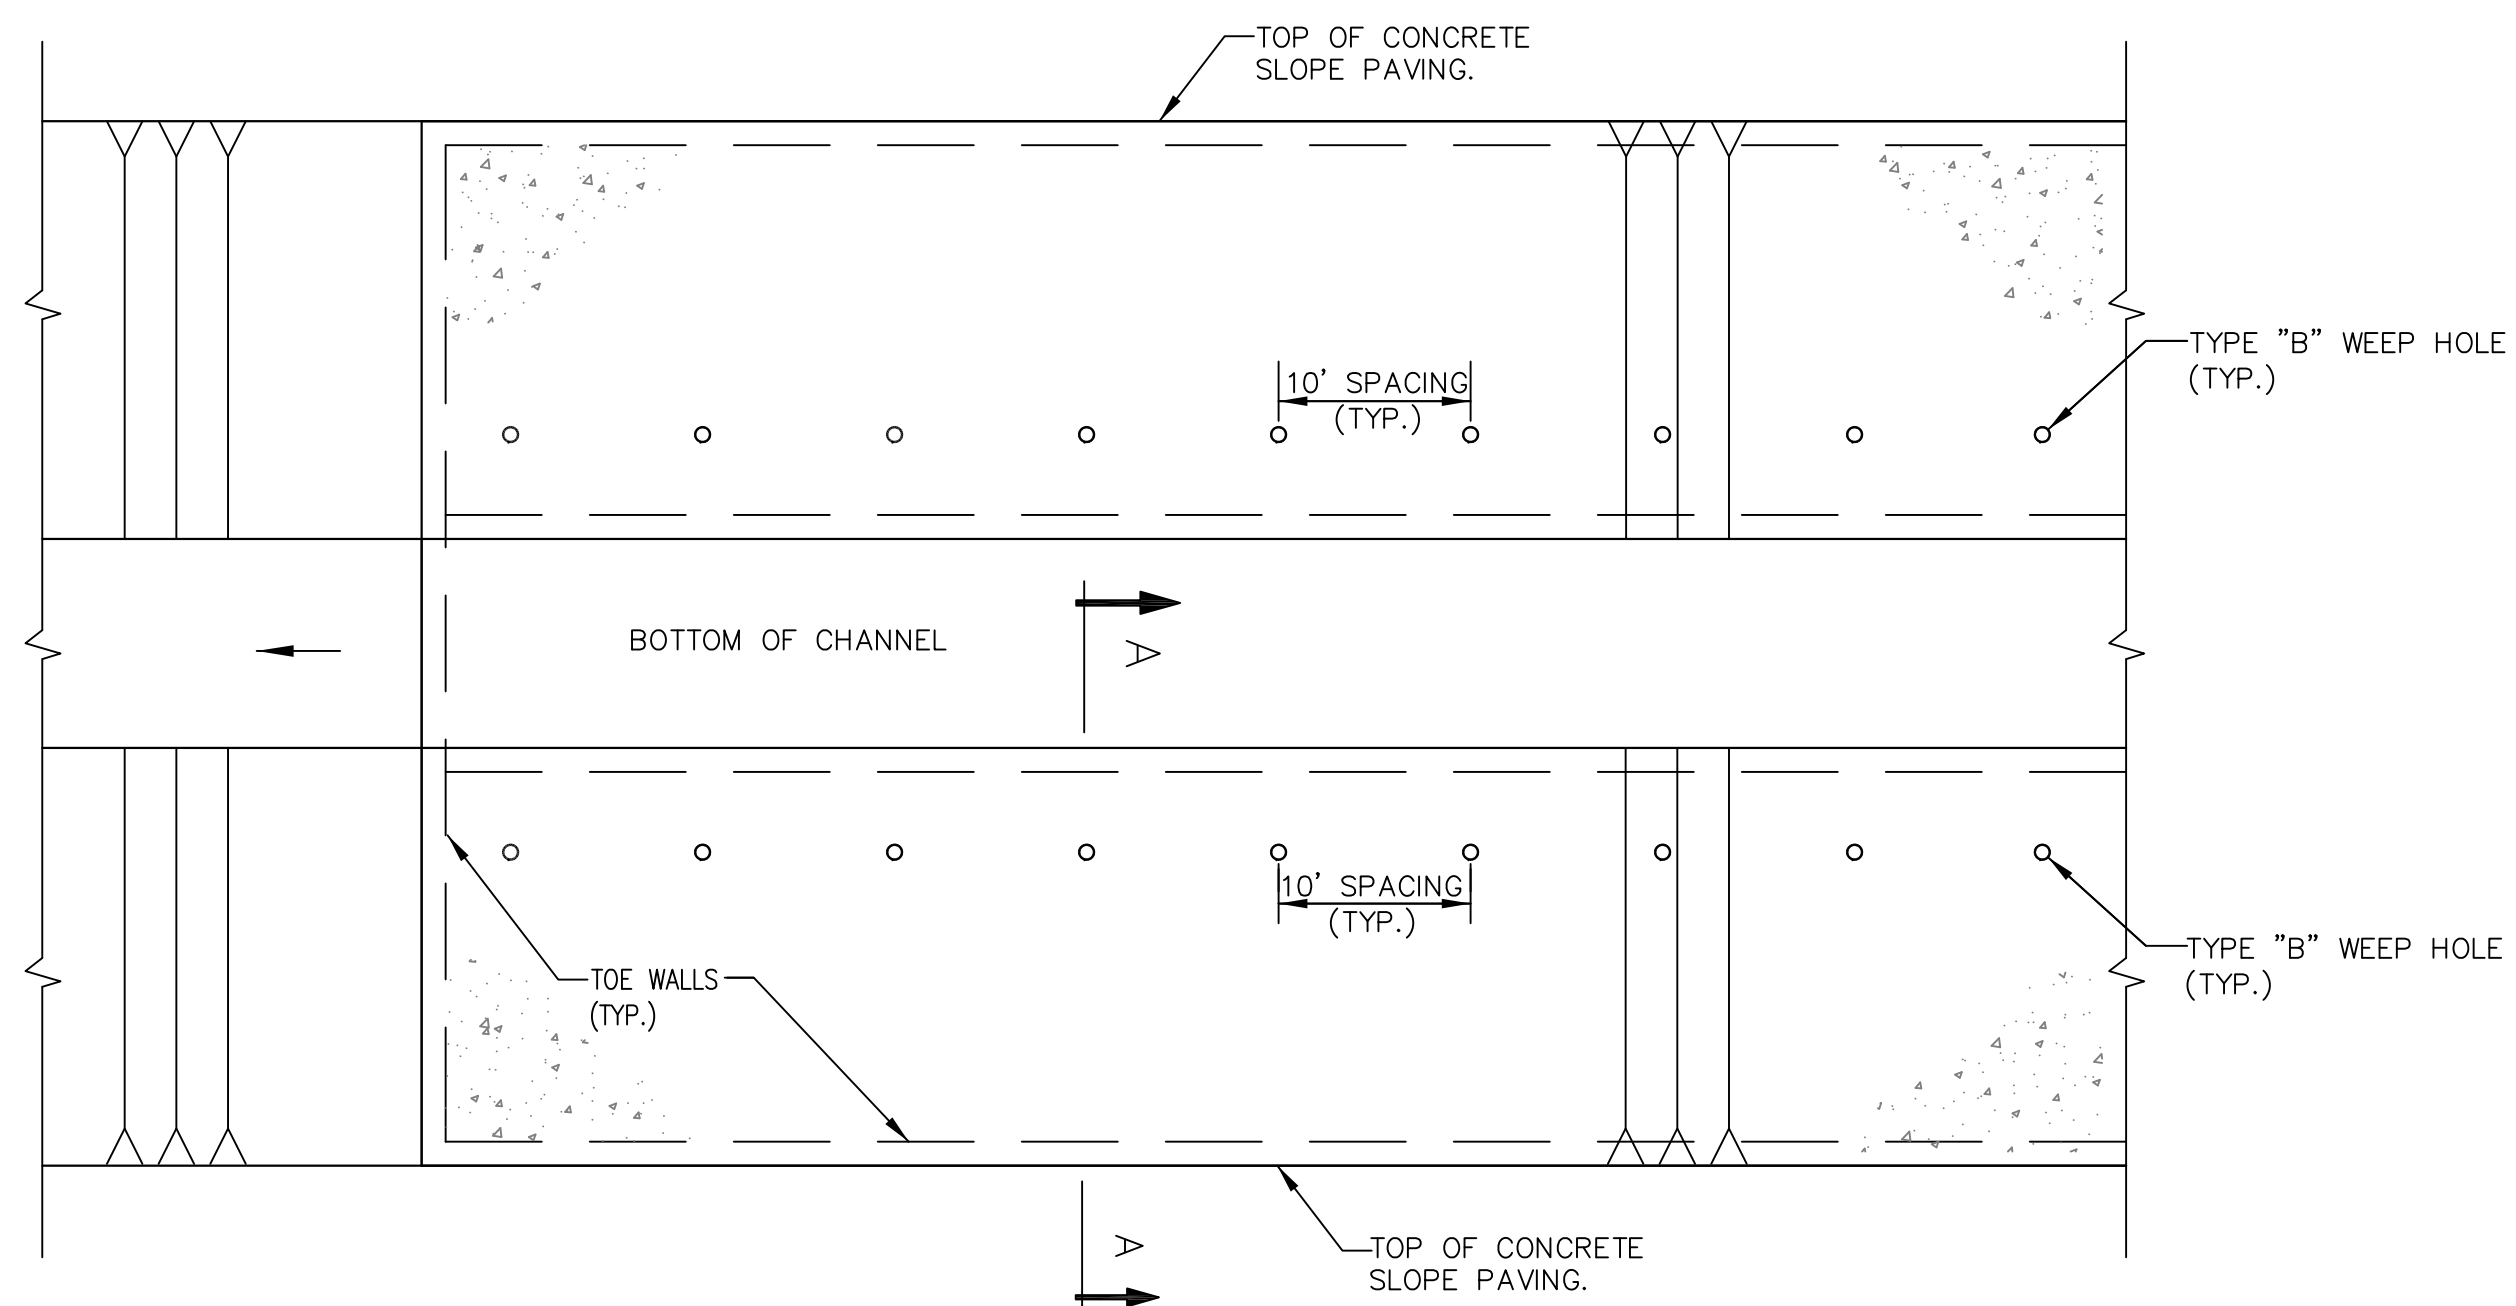 TOP OF CONCRETE
SLOPE PAVING.
TYPE "B" WEEP HOLE
(TYP.)
10' SPACING
(TYP.)
BOTTOM OF CHANNEL
A
10' SPACING
(TYP.)
TYPE "B" WEEP HOLE
(TYP.)
TOE WALLS
(TYP.)
A
TOP OF CONCRETE
SLOPE PAVING.